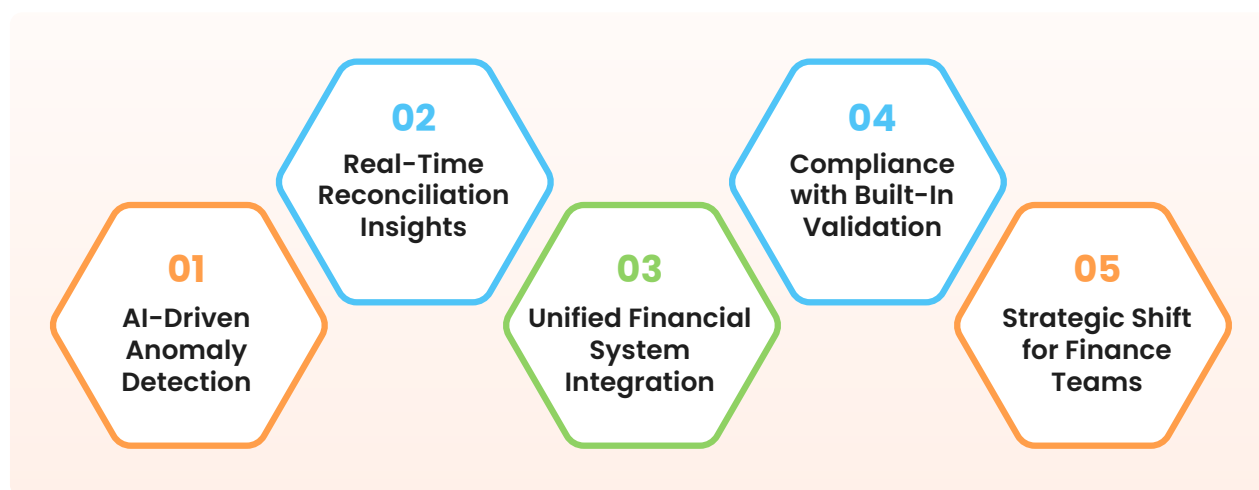 01
AI-Driven
Anomaly
Detection
02
Real-Time
Reconciliation
Insights
03
Unified Financial
System
Integration
04
Compliance
with Built-In
Validation
05
Strategic Shift
for Finance
Teams